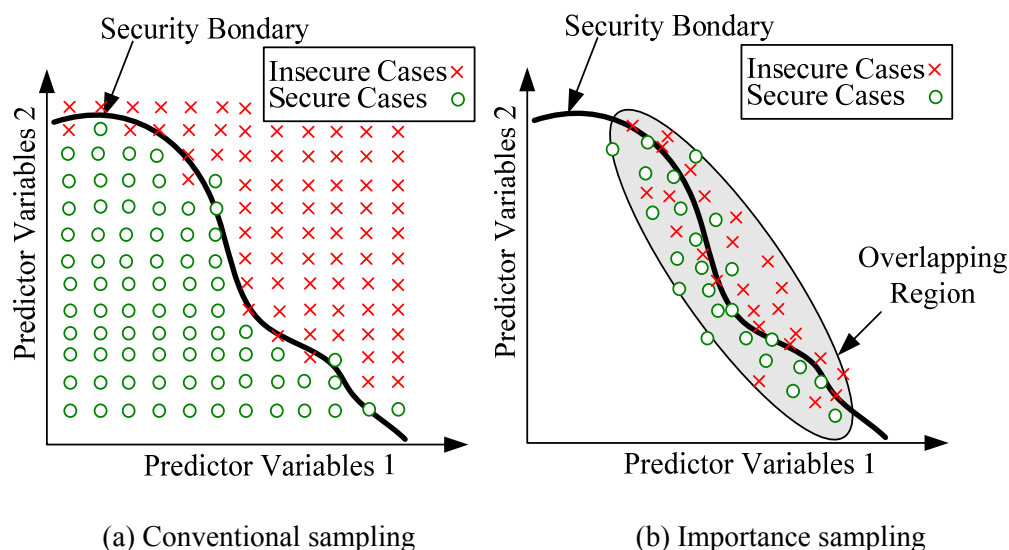 Security Bondary
Insecure Cases
Secure Cases
Predictor Variables 2
Predictor Variables 1
(a) Conventional sampling
Security Bondary
Insecure Cases
Secure Cases
Predictor Variables 2
Overlapping
Region
Predictor Variables 1
(b) Importance sampling